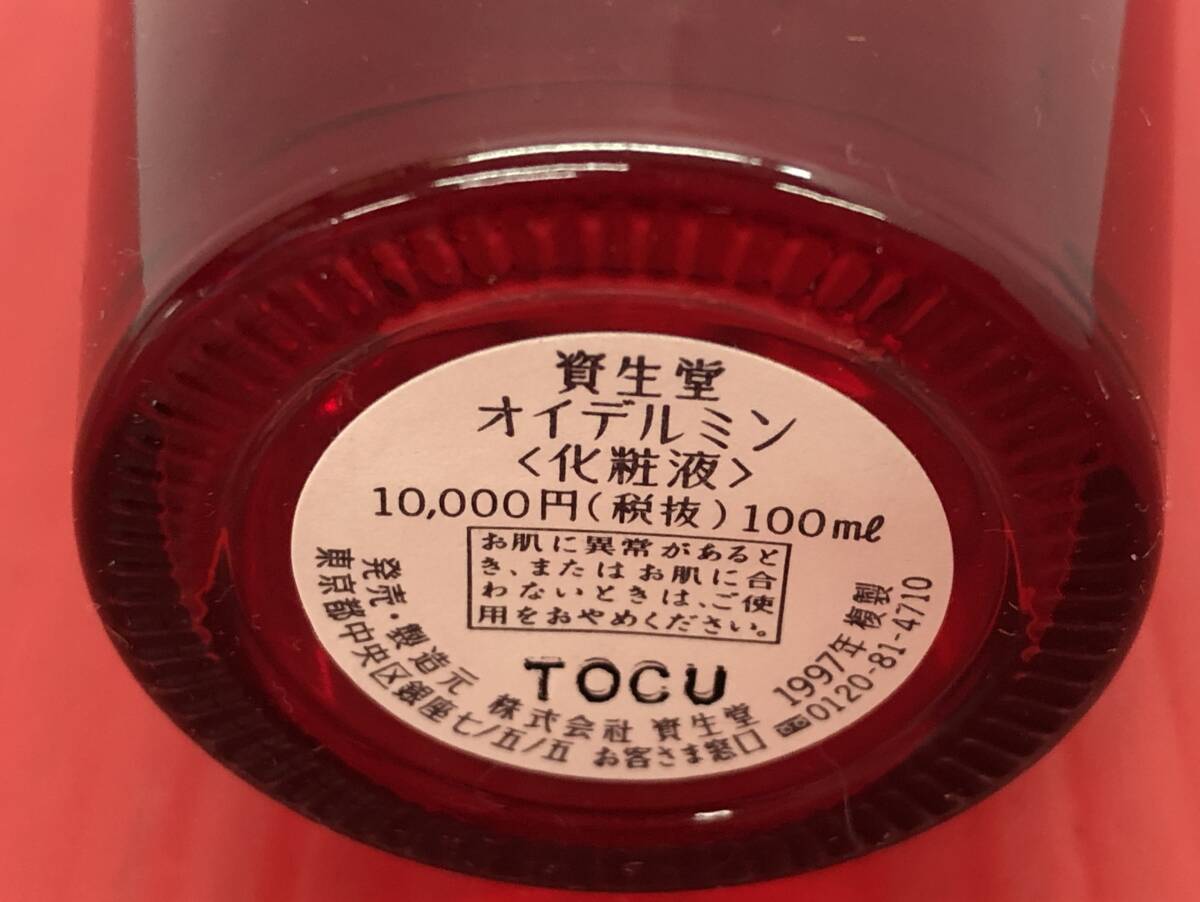 資生堂
オイデルミン
<化粧液>
10,000円(税抜)100ml
お肌に異常があると
き、またはお肌に合
わないときは、ご使
用をおやめください。
TOCU
1997年 複製
発売・製造元 株式会社 資生堂
東京都中央区銀座七/五/五 お客さま窓口 0120-81-4710